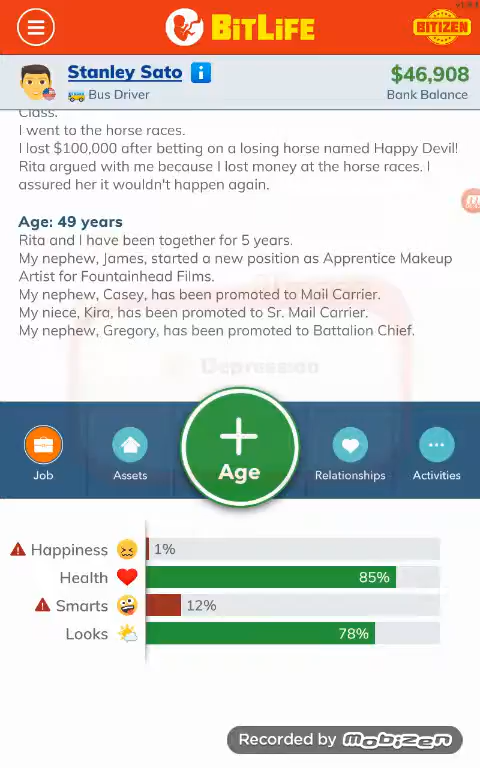 BitLiFE
BITIZEN
Stanley Sato i
$46,908
Bus Driver
Bank Balance
Class.
I went to the horse races.
I lost $100,000 after betting on a losing horse named Happy Devil!
Rita argued with me because I lost money at the horse races. I
assured her it wouldn't happen again.
Age: 49 years
Rita and I have been together for 5 years.
My nephew, James, started a new position as Apprentice Makeup
Artist for Fountainhead Films.
My nephew, Casey, has been promoted to Mail Carrier.
My niece, Kira, has been promoted to Sr. Mail Carrier.
My nephew, Gregory, has been promoted to Battalion Chief.
Depression
Job
Assets
Age
Relationships
Activities
Happiness 1%
Health 85%
Smarts 12%
Looks 78%
Recorded by mobizen